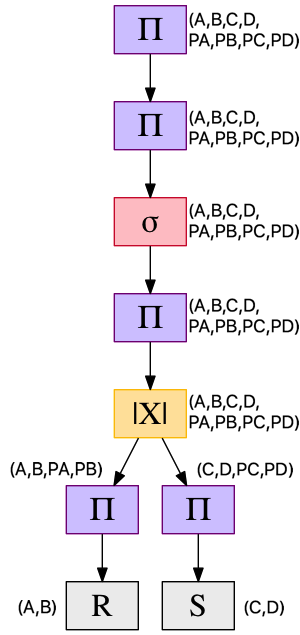 Π
(A,B,C,D,
PA,PB,PC,PD)
Π
(A,B,C,D,
PA,PB,PC,PD)
σ
(A,B,C,D,
PA,PB,PC,PD)
Π
(A,B,C,D,
PA,PB,PC,PD)
|X|
(A,B,C,D,
PA,PB,PC,PD)
(A,B,PA,PB)
(C,D,PC,PD)
Π
Π
(A,B)
R
S
(C,D)